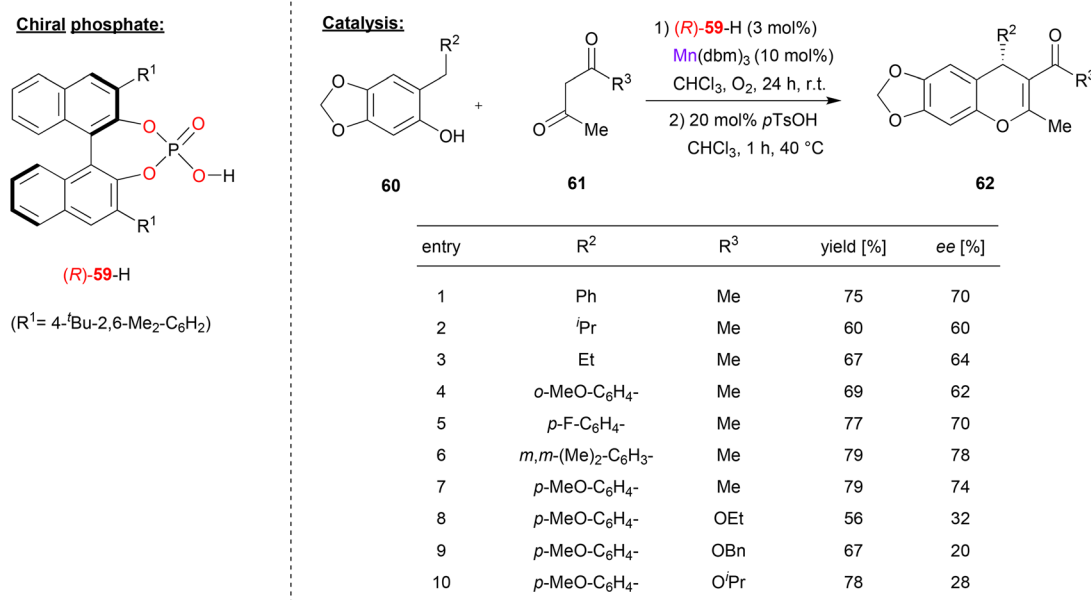 Chiral phosphate:
R¹
O
O
P
O
O–H
R¹
(R)-59-H
(R¹= 4-ᵗBu-2,6-Me₂-C₆H₂)
Catalysis:
R²
O
O
OH
60
+
O
R³
O
Me
61
1) (R)-59-H (3 mol%)
Mn(dbm)₃ (10 mol%)
CHCl₃, O₂, 24 h, r.t.
2) 20 mol% pTsOH
CHCl₃, 1 h, 40 °C
R²
O
R³
O
O
O
Me
62
entry R² R³ yield [%] ee [%]
1 Ph Me 75 70
2 ⁱPr Me 60 60
3 Et Me 67 64
4 o-MeO-C₆H₄- Me 69 62
5 p-F-C₆H₄- Me 77 70
6 m,m-(Me)₂-C₆H₃- Me 79 78
7 p-MeO-C₆H₄- Me 79 74
8 p-MeO-C₆H₄- OEt 56 32
9 p-MeO-C₆H₄- OBn 67 20
10 p-MeO-C₆H₄- OⁱPr 78 28